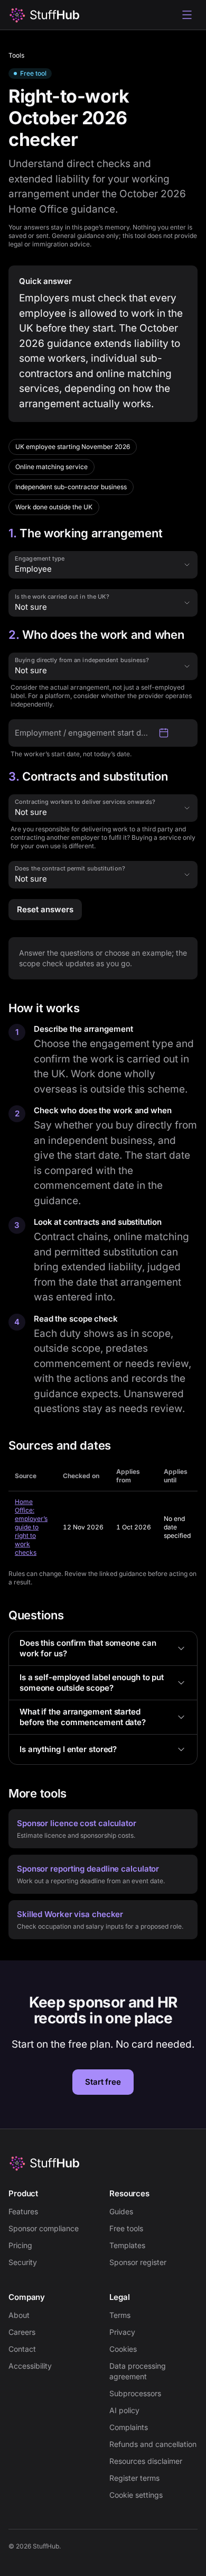 StuffHub
Tools
Free tool
Right-to-work
October 2026
checker
Understand direct checks and
extended liability for your working
arrangement under the October 2026
Home Office guidance.
Your answers stay in this page's memory. Nothing you enter is
saved or sent. General guidance only; this tool does not provide
legal or immigration advice.
Quick answer
Employers must check that every
employee is allowed to work in the
UK before they start. The October
2026 guidance extends liability to
some workers, individual sub-
contractors and online matching
services, depending on how the
arrangement actually works.
UK employee starting November 2026
Online matching service
Independent sub-contractor business
Work done outside the UK
1. The working arrangement
Engagement type
Employee
Is the work carried out in the UK?
Not sure
2. Who does the work and when
Buying directly from an independent business?
Not sure
Consider the actual arrangement, not just a self-employed
label. For a platform, consider whether the provider operates
independently.
Employment / engagement start d...
The worker's start date, not today's date.
3. Contracts and substitution
Contracting workers to deliver services onwards?
Not sure
Are you responsible for delivering work to a third party and
contracting another employer to fulfil it? Buying a service only
for your own use is different.
Does the contract permit substitution?
Not sure
Reset answers
Answer the questions or choose an example; the
scope check updates as you go.
How it works
1
Describe the arrangement
Choose the engagement type and
confirm the work is carried out in
the UK. Work done wholly
overseas is outside this scheme.
2
Check who does the work and when
Say whether you buy directly from
an independent business, and
give the start date. The start date
is compared with the
commencement date in the
guidance.
3
Look at contracts and substitution
Contract chains, online matching
and permitted substitution can
bring extended liability, judged
from the date that arrangement
was entered into.
4
Read the scope check
Each duty shows as in scope,
outside scope, predates
commencement or needs review,
with the actions and records the
guidance expects. Unanswered
questions stay as needs review.
Sources and dates
Source Checked on Applies from Applies until
Home Office: employer's guide to right to work checks 12 Nov 2026 1 Oct 2026 No end date specified
Rules can change. Review the linked guidance before acting on
a result.
Questions
Does this confirm that someone can
work for us?
Is a self-employed label enough to put
someone outside scope?
What if the arrangement started
before the commencement date?
Is anything I enter stored?
More tools
Sponsor licence cost calculator
Estimate licence and sponsorship costs.
Sponsor reporting deadline calculator
Work out a reporting deadline from an event date.
Skilled Worker visa checker
Check occupation and salary inputs for a proposed role.
Keep sponsor and HR
records in one place
Start on the free plan. No card needed.
Start free
StuffHub
Product
Features
Sponsor compliance
Pricing
Security
Resources
Guides
Free tools
Templates
Sponsor register
Company
About
Careers
Contact
Accessibility
Legal
Terms
Privacy
Cookies
Data processing
agreement
Subprocessors
AI policy
Complaints
Refunds and cancellation
Resources disclaimer
Register terms
Cookie settings
© 2026 StuffHub.